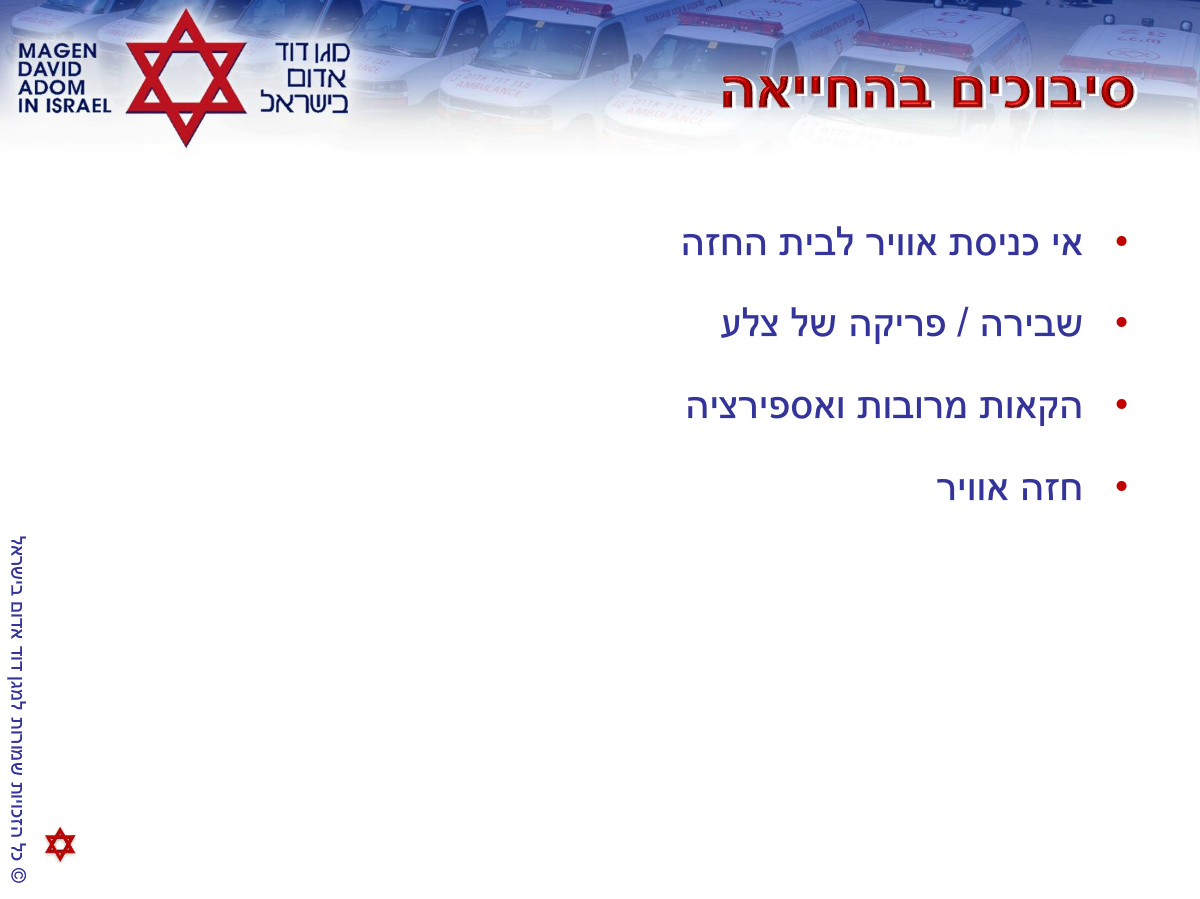 MAGEN
DAVID
ADOM
IN ISRAEL
מגן דוד
אדום
בישראל
סיבוכים בהחייאה
• אי כניסת אוויר לבית החזה
• שבירה / פריקה של צלע
• הקאות מרובות ואספירציה
• חזה אוויר
© כל הזכויות שמורות למגן דוד אדום בישראל